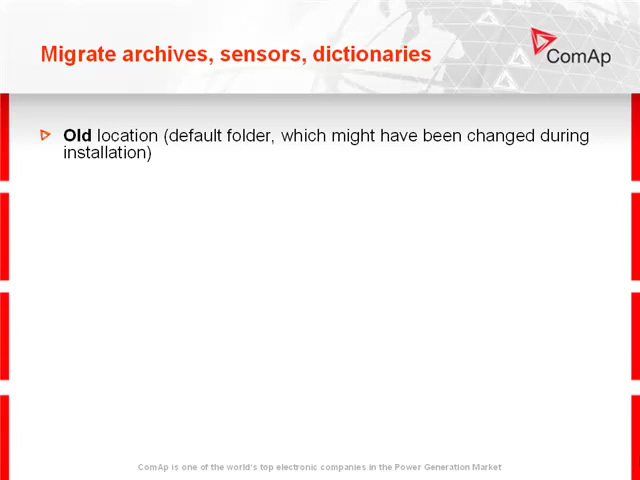 Migrate archives, sensors, dictionaries
ComAp
Old location (default folder, which might have been changed during
installation)
ComAp is one of the world's top electronic companies in the Power Generation Market